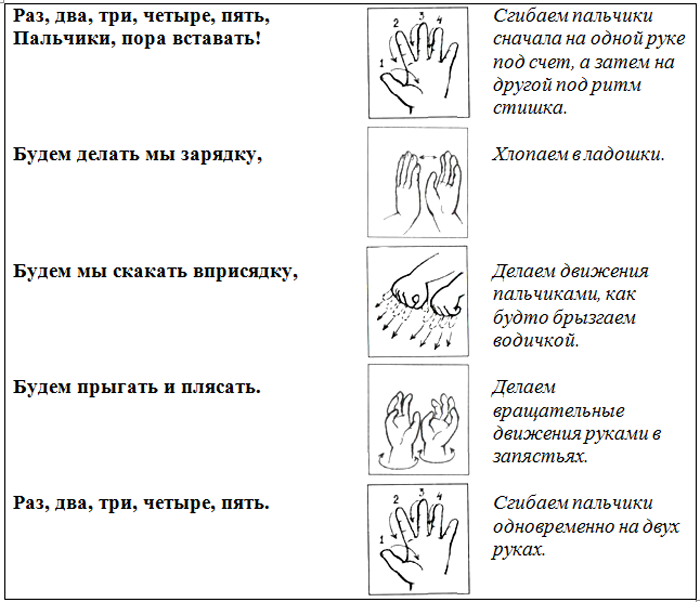 Раз, два, три, четыре, пять,
Пальчики, пора вставать!
1 2 3 4
Сгибаем пальчики
сначала на одной руке
под счет, а затем на
другой под ритм
стишка.
Будем делать мы зарядку,
Хлопаем в ладошки.
Будем мы скакать вприсядку,
Делаем движения
пальчиками, как
будто брызгаем
водичкой.
Будем прыгать и плясать.
Делаем
вращательные
движения руками в
запястьях.
Раз, два, три, четыре, пять.
1 2 3 4
Сгибаем пальчики
одновременно на двух
руках.